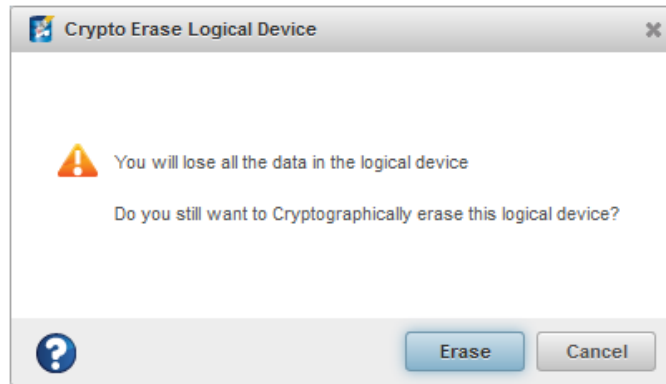 Crypto Erase Logical Device
You will lose all the data in the logical device
Do you still want to Cryptographically erase this logical device?
?
Erase Cancel